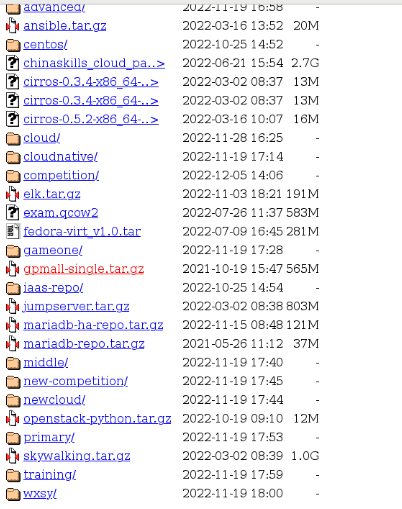 advanced/ 2022-11-19 16:58 -
ansible.tar.gz 2022-03-16 13:52 20M
centos/ 2022-10-25 14:52 -
chinaskills_cloud_pa..> 2022-06-21 15:54 2.7G
cirros-0.3.4-x86_64-..> 2022-03-02 08:37 13M
cirros-0.3.4-x86_64-..> 2022-03-02 08:37 13M
cirros-0.5.2-x86_64-..> 2022-03-16 10:07 16M
cloud/ 2022-11-28 16:25 -
cloudnative/ 2022-11-19 17:14 -
competition/ 2022-12-05 14:06 -
elk.tar.gz 2022-11-03 18:21 191M
exam.qcow2 2022-07-26 11:37 583M
fedora-virt_v1.0.tar 2022-07-09 16:45 281M
gameone/ 2022-11-19 17:28 -
gpmall-single.tar.gz 2021-10-19 15:47 565M
iaas-repo/ 2022-10-25 14:54 -
jumpserver.tar.gz 2022-03-02 08:38 803M
mariadb-ha-repo.tar.gz 2022-11-15 08:48 121M
mariadb-repo.tar.gz 2021-05-26 11:12 37M
middle/ 2022-11-19 17:40 -
new-competition/ 2022-11-19 17:45 -
newcloud/ 2022-11-19 17:44 -
openstack-python.tar.gz 2022-10-19 09:10 12M
primary/ 2022-11-19 17:53 -
skywalking.tar.gz 2022-03-02 08:39 1.0G
training/ 2022-11-19 17:59 -
wxsy/ 2022-11-19 18:00 -